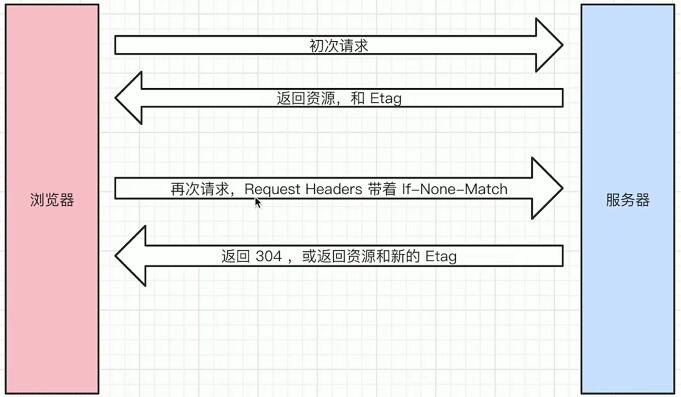 初次请求
返回资源，和 Etag
再次请求，Request Headers 带着 If-None-Match
浏览器
服务器
返回 304 ，或返回资源和新的 Etag